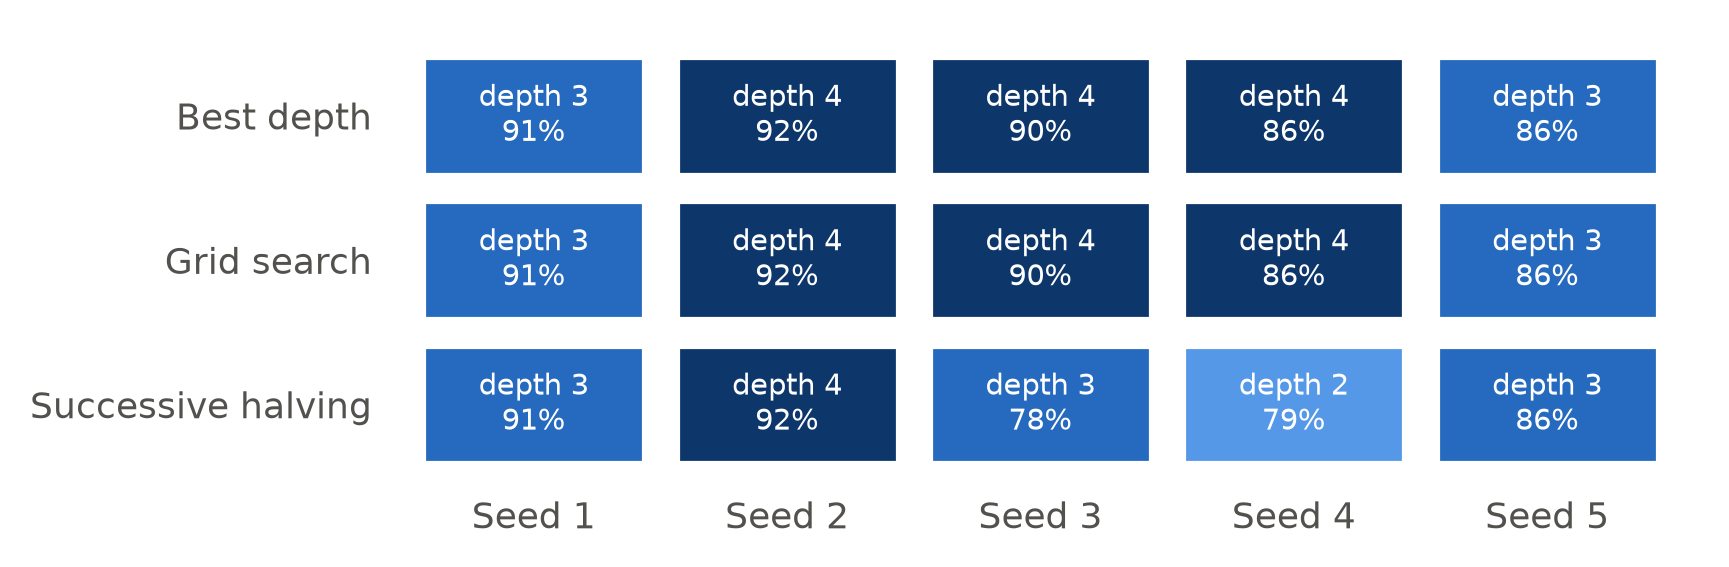 Best depth
depth 3
91%
depth 4
92%
depth 4
90%
depth 4
86%
depth 3
86%
Grid search
depth 3
91%
depth 4
92%
depth 4
90%
depth 4
86%
depth 3
86%
Successive halving
depth 3
91%
depth 4
92%
depth 3
78%
depth 2
79%
depth 3
86%
Seed 1
Seed 2
Seed 3
Seed 4
Seed 5